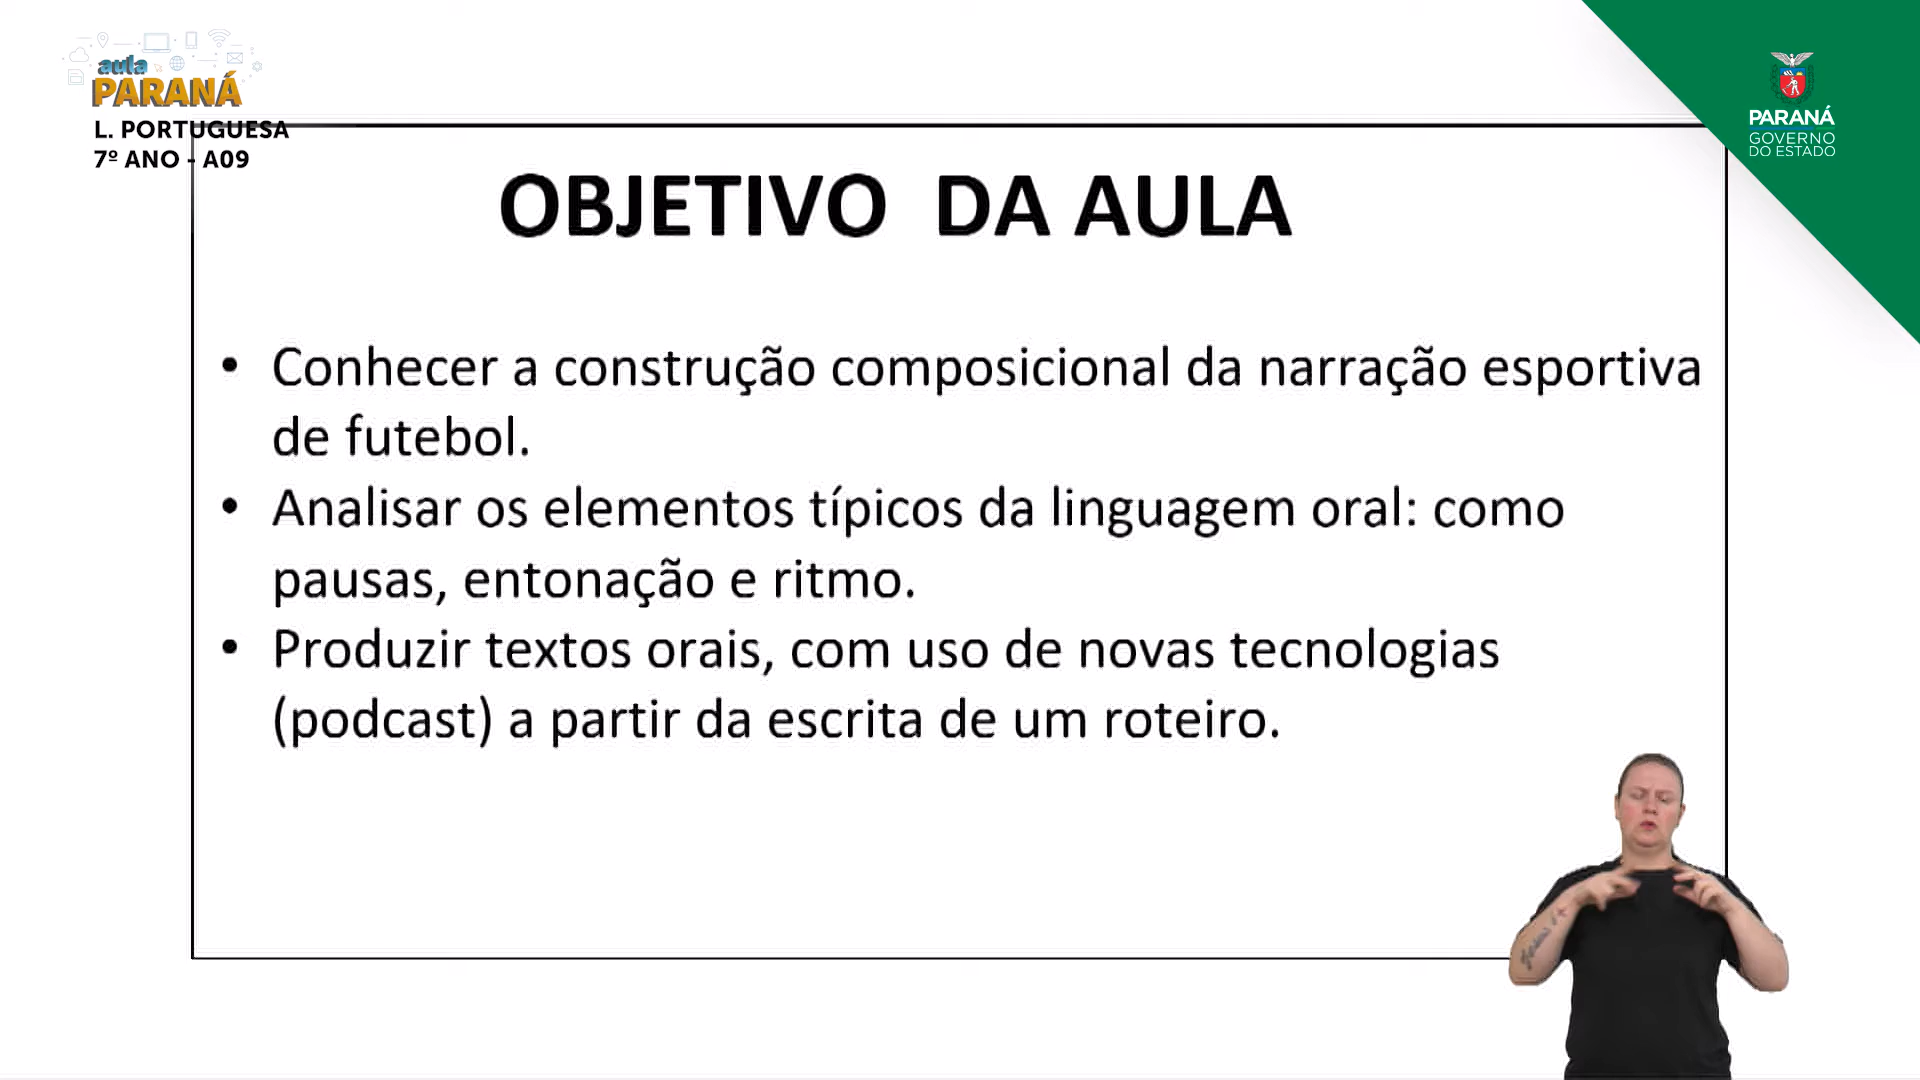 aula
PARANÁ
L. PORTUGUESA
7º ANO - A09
PARANÁ
GOVERNO
DO ESTADO
OBJETIVO DA AULA
• Conhecer a construção composicional da narração esportiva
de futebol.
• Analisar os elementos típicos da linguagem oral: como
pausas, entonação e ritmo.
• Produzir textos orais, com uso de novas tecnologias
(podcast) a partir da escrita de um roteiro.